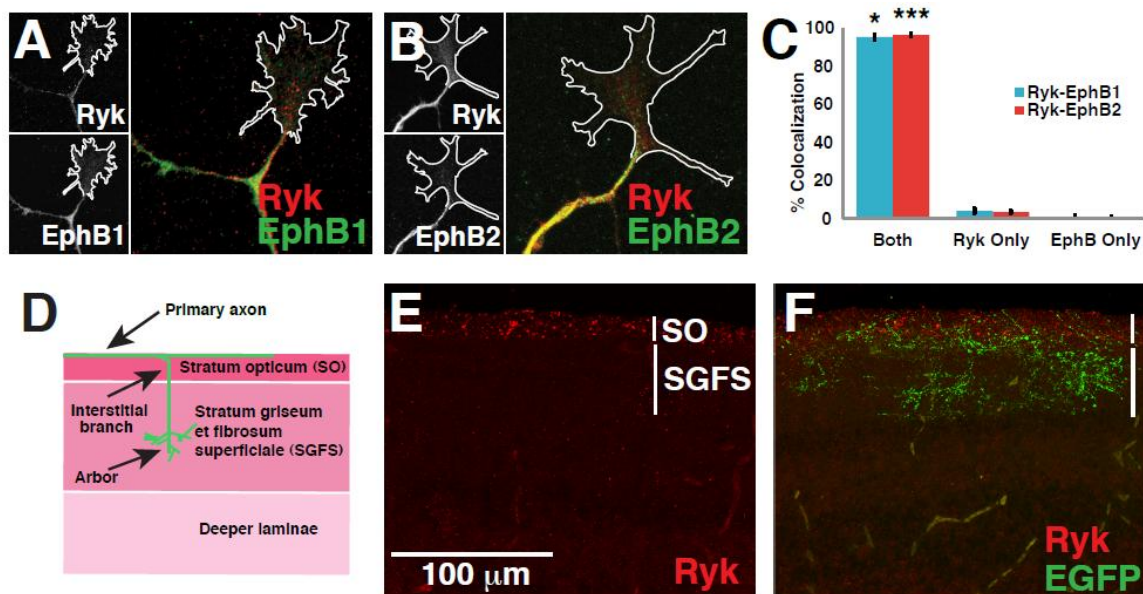 A
Ryk
EphB1
Ryk
EphB1
B
Ryk
EphB2
Ryk
EphB2
C
% Colocalization
100
80
60
40
20
0
*
***
Ryk-EphB1
Ryk-EphB2
Both
Ryk Only
EphB Only
D
Primary axon
Stratum opticum (SO)
Interstitial
branch
Stratum griseum
et fibrosum
superficiale (SGFS)
Arbor
Deeper laminae
E
SO
SGFS
100 μm
Ryk
F
Ryk
EGFP